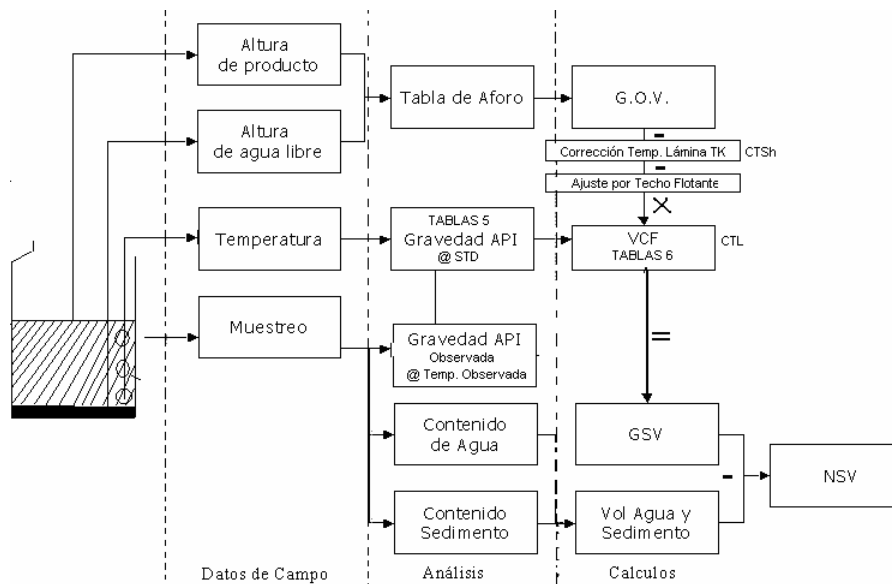 Altura
de producto
Altura
de agua libre
Tabla de Aforo
G.O.V.
-
Corrección Temp. Lámina TK
CTSh
-
Ajuste por Techo Flotante
X
Temperatura
TABLAS 5
Gravedad API
@ STD
VCF
TABLAS 6
CTL
Muestreo
Gravedad API
Observada
@ Temp. Observada
=
Contenido
de Agua
GSV
-
NSV
Contenido
Sedimento
Vol Agua y
Sedimento
Datos de Campo
Análisis
Calculos